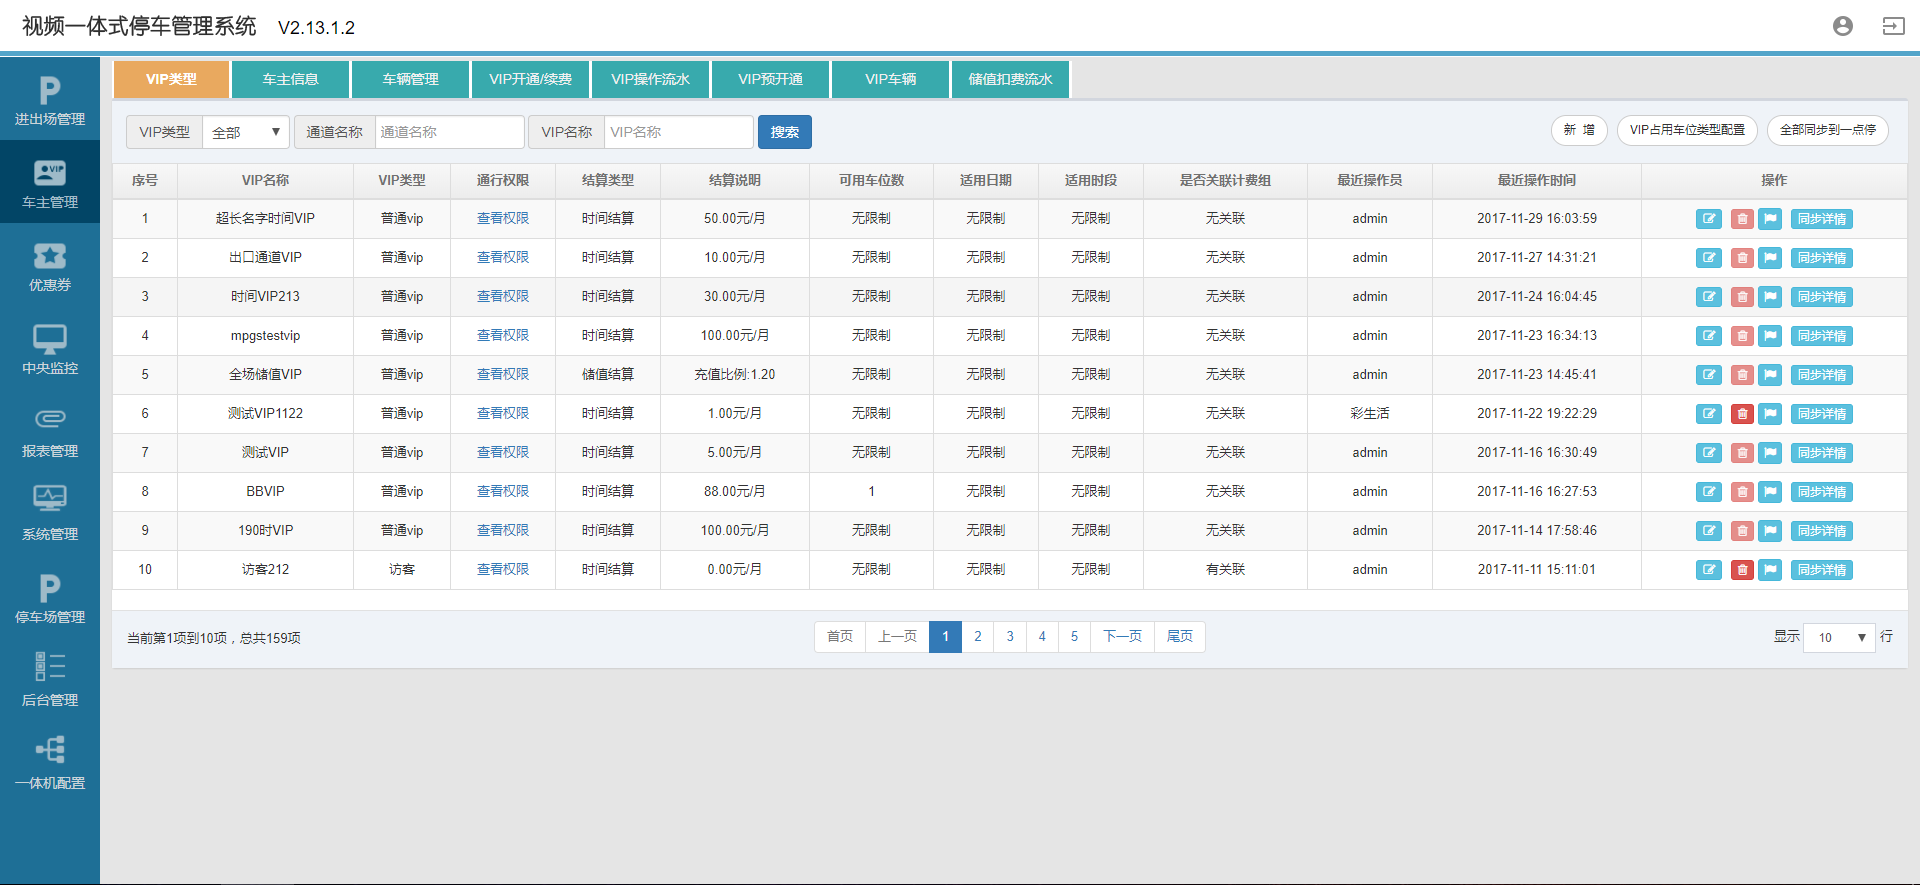 视频一体式停车管理系统 V2.13.1.2
进出场管理
车主管理
优惠券
中央监控
报表管理
系统管理
停车场管理
后台管理
一体机配置
VIP类型 车主信息 车辆管理 VIP开通/续费 VIP操作流水 VIP预开通 VIP车辆 储值扣费流水
VIP类型 全部 通道名称 通道名称 VIP名称 VIP名称 搜索 新 增 VIP占用车位类型配置 全部同步到一点停
序号 VIP名称 VIP类型 通行权限 结算类型 结算说明 可用车位数 适用日期 适用时段 是否关联计费组 最近操作员 最近操作时间 操作
1 超长名字时间VIP 普通vip 查看权限 时间结算 50.00元/月 无限制 无限制 无限制 无关联 admin 2017-11-29 16:03:59 同步详情
2 出口通道VIP 普通vip 查看权限 时间结算 10.00元/月 无限制 无限制 无限制 无关联 admin 2017-11-27 14:31:21 同步详情
3 时间VIP213 普通vip 查看权限 时间结算 30.00元/月 无限制 无限制 无限制 无关联 admin 2017-11-24 16:04:45 同步详情
4 mpgstestvip 普通vip 查看权限 时间结算 100.00元/月 无限制 无限制 无限制 无关联 admin 2017-11-23 16:34:13 同步详情
5 全场储值VIP 普通vip 查看权限 储值结算 充值比例:1.20 无限制 无限制 无限制 无关联 admin 2017-11-23 14:45:41 同步详情
6 测试VIP1122 普通vip 查看权限 时间结算 1.00元/月 无限制 无限制 无限制 无关联 彩生活 2017-11-22 19:22:29 同步详情
7 测试VIP 普通vip 查看权限 时间结算 5.00元/月 无限制 无限制 无限制 无关联 admin 2017-11-16 16:30:49 同步详情
8 BBVIP 普通vip 查看权限 时间结算 88.00元/月 1 无限制 无限制 无关联 admin 2017-11-16 16:27:53 同步详情
9 190时VIP 普通vip 查看权限 时间结算 100.00元/月 无限制 无限制 无限制 无关联 admin 2017-11-14 17:58:46 同步详情
10 访客212 访客 查看权限 时间结算 0.00元/月 无限制 无限制 无限制 有关联 admin 2017-11-11 15:11:01 同步详情
当前第1项到10项，总共159项 首页 上一页 1 2 3 4 5 下一页 尾页 显示 10 行